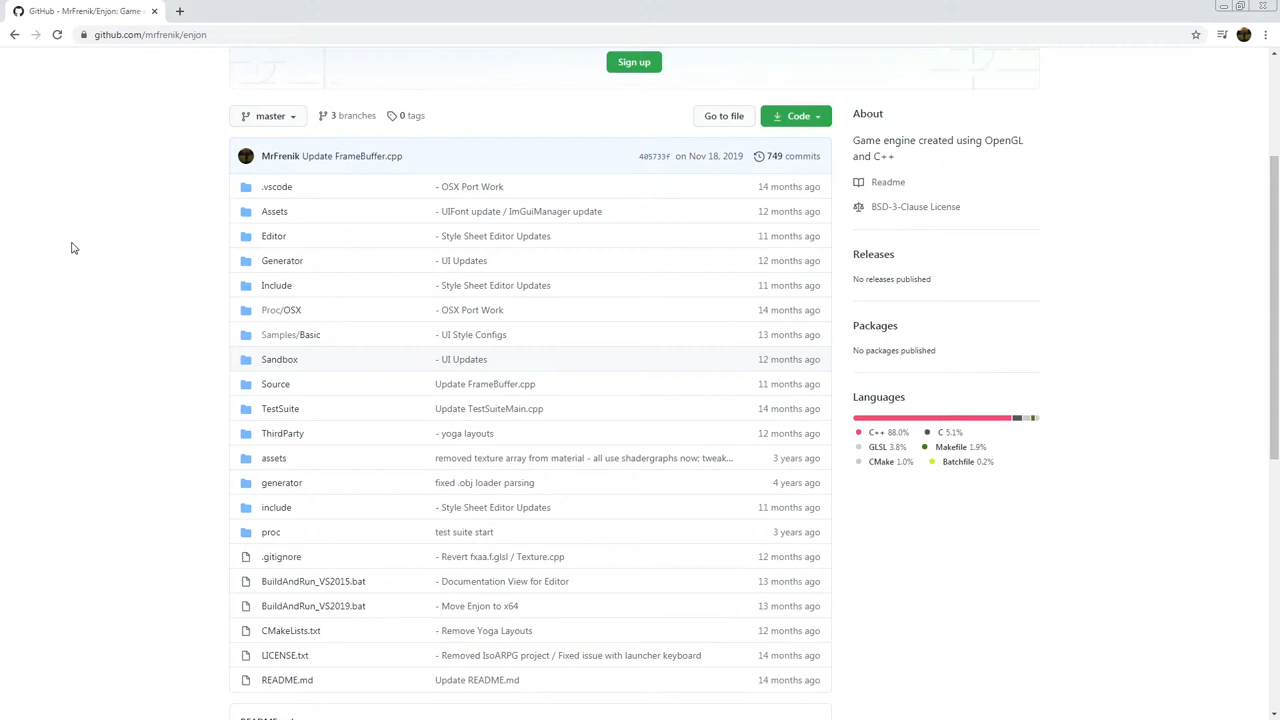 GitHub - MrFrenik/Enjon: Game
github.com/mrfrenik/enjon
Sign up
master 3 branches 0 tags Go to file Code
MrFrenik Update FrameBuffer.cpp 405733f on Nov 18, 2019 749 commits
.vscode - OSX Port Work 14 months ago
Assets - UIFont update / ImGuiManager update 12 months ago
Editor - Style Sheet Editor Updates 11 months ago
Generator - UI Updates 12 months ago
Include - Style Sheet Editor Updates 11 months ago
Proc/OSX - OSX Port Work 14 months ago
Samples/Basic - UI Style Configs 13 months ago
Sandbox - UI Updates 12 months ago
Source Update FrameBuffer.cpp 11 months ago
TestSuite Update TestSuiteMain.cpp 14 months ago
ThirdParty - yoga layouts 12 months ago
assets removed texture array from material - all use shadergraphs now: tweak... 3 years ago
generator fixed .obj loader parsing 4 years ago
include - Style Sheet Editor Updates 11 months ago
proc test suite start 3 years ago
.gitignore - Revert fxaa.f.glsl / Texture.cpp 12 months ago
BuildAndRun_VS2015.bat - Documentation View for Editor 13 months ago
BuildAndRun_VS2019.bat - Move Enjon to x64 13 months ago
CMakeLists.txt - Remove Yoga Layouts 12 months ago
LICENSE.txt - Removed IsoARPG project / Fixed issue with launcher keyboard 14 months ago
README.md Update README.md 14 months ago
About
Game engine created using OpenGL
and C++
Readme
BSD-3-Clause License
Releases
No releases published
Packages
No packages published
Languages
C++ 88.0% C 5.1%
GLSL 3.8% Makefile 1.9%
CMake 1.0% Batchfile 0.2%